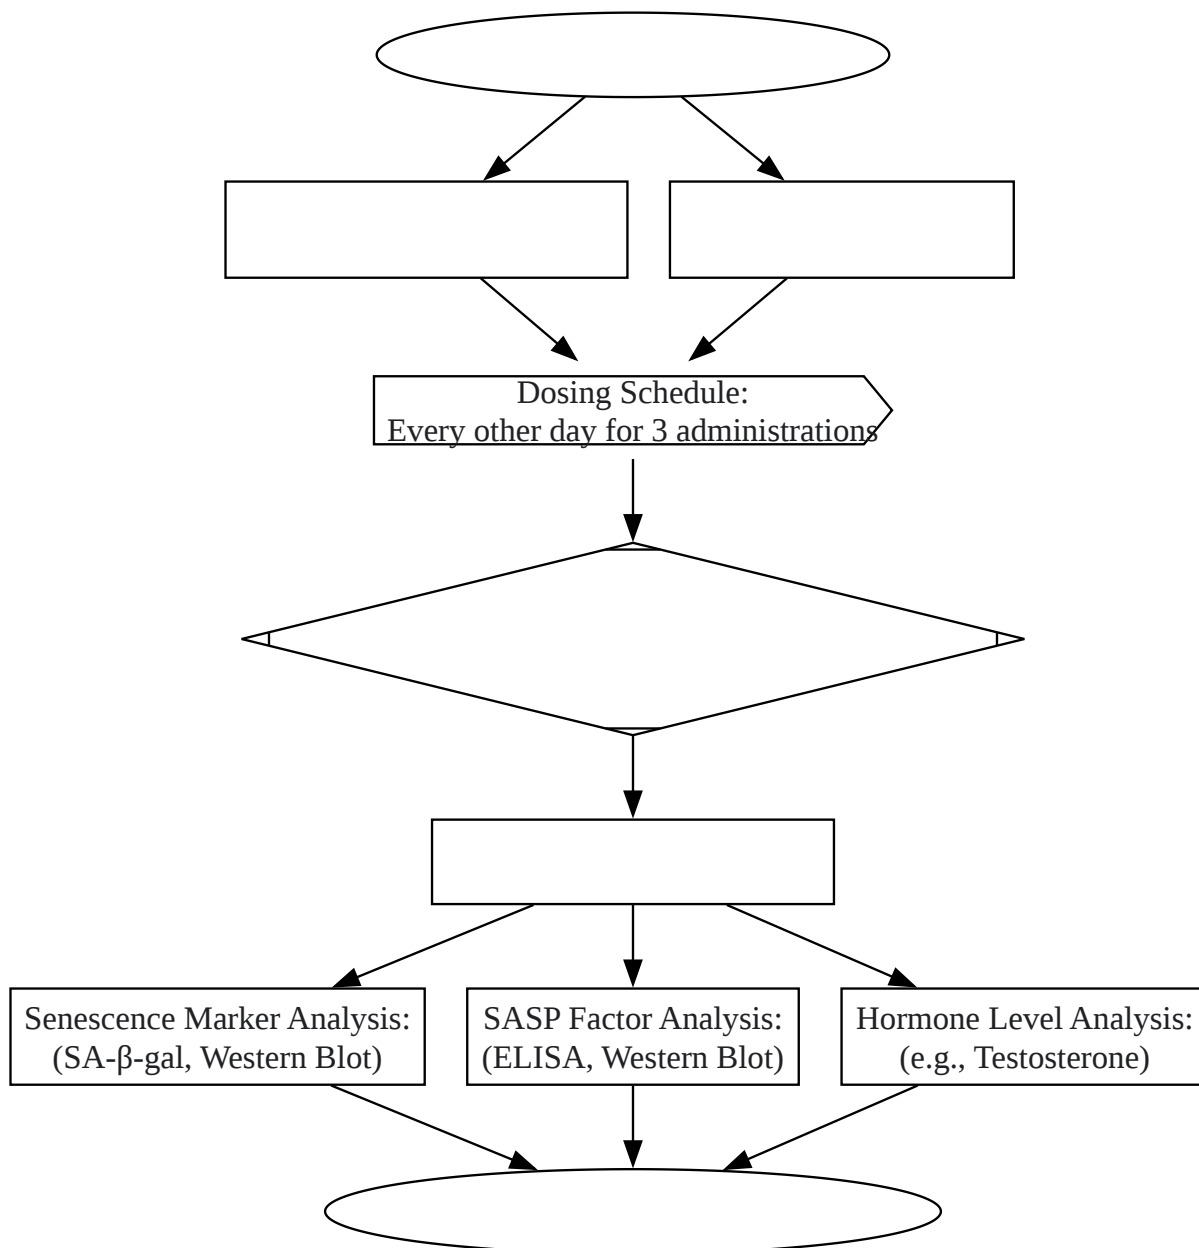 Dosing Schedule:
Every other day for 3 administrations
Senescence Marker Analysis:
(SA-β-gal, Western Blot)
SASP Factor Analysis:
(ELISA, Western Blot)
Hormone Level Analysis:
(e.g., Testosterone)